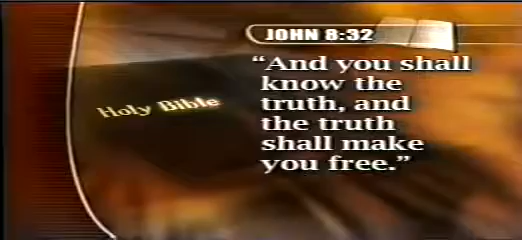 JOHN 8:32
“And you shall
know the
truth, and
the truth
shall make
you free.”
Holy Bible